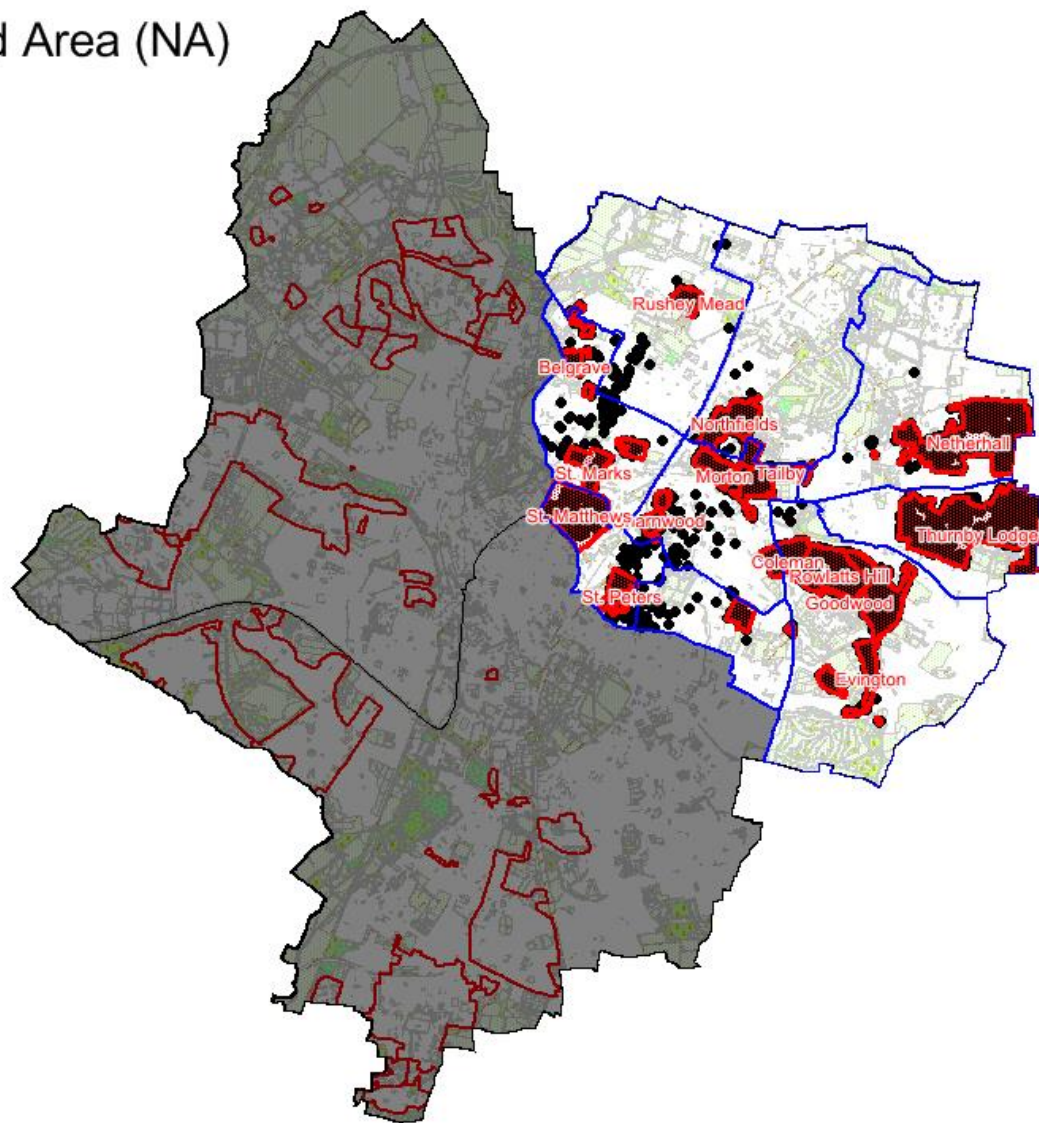 d Area (NA)
Rushey Mead
Belgrave
Northfields
Netherhall
St. Marks
Morton Tailby
St. Matthews
arnwood
Thurnby Lodge
Coleman
Rowlatts Hill
St. Peters
Goodwood
Evington